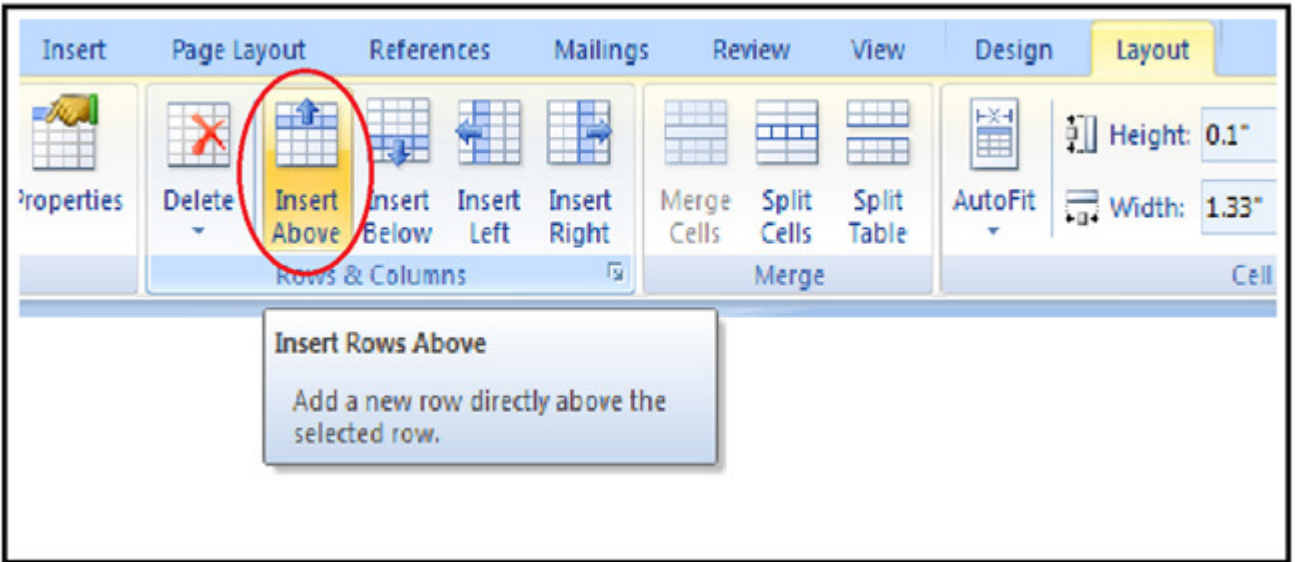 Insert Page Layout References Mailings Review View Design Layout
Properties Delete Insert Above Insert Below Insert Left Insert Right Merge Cells Split Cells Split Table AutoFit
Height: 0.1"
Width: 1.33"
Rows & Columns Merge Cell
Insert Rows Above
Add a new row directly above the
selected row.